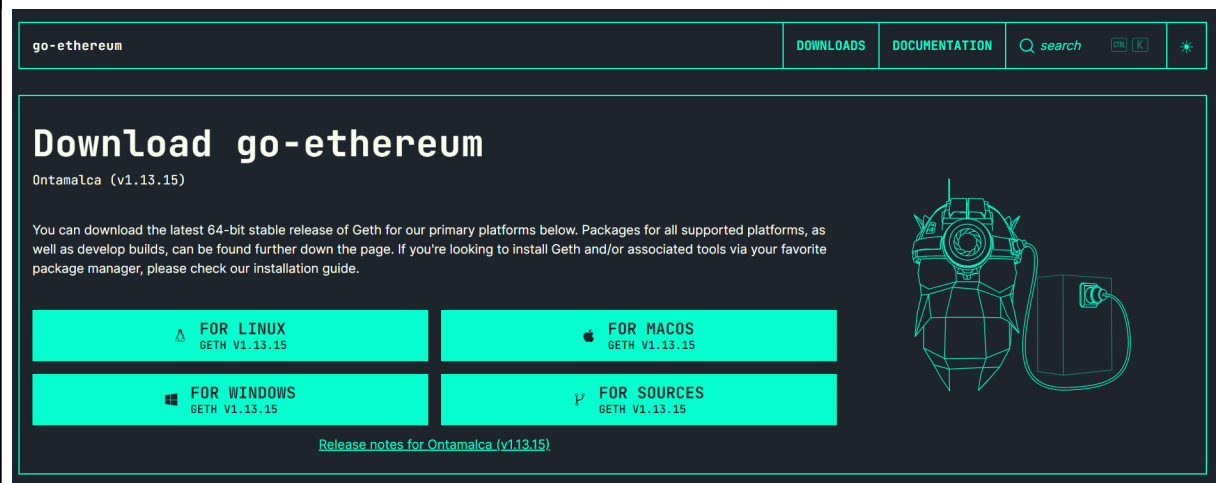 go-ethereum
DOWNLOADS
DOCUMENTATION
search
CTRL K
Download go-ethereum
Ontamalca (v1.13.15)
You can download the latest 64-bit stable release of Geth for our primary platforms below. Packages for all supported platforms, as
well as develop builds, can be found further down the page. If you're looking to install Geth and/or associated tools via your favorite
package manager, please check our installation guide.
FOR LINUX
GETH V1.13.15
FOR MACOS
GETH V1.13.15
FOR WINDOWS
GETH V1.13.15
FOR SOURCES
GETH V1.13.15
Release notes for Ontamalca (v1.13.15)